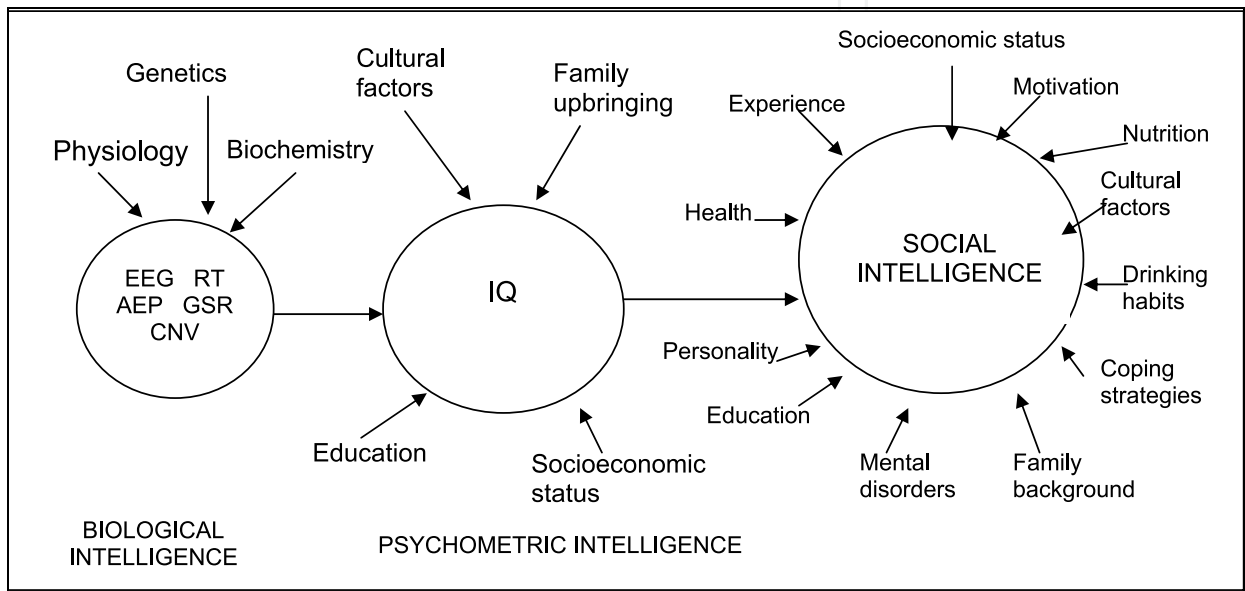 Genetics
Physiology
Biochemistry
EEG RT
AEP GSR
CNV
BIOLOGICAL
INTELLIGENCE
Cultural
factors
Family
upbringing
IQ
Education
Socioeconomic
status
PSYCHOMETRIC INTELLIGENCE
Socioeconomic status
Experience
Motivation
Nutrition
Health
Cultural
factors
SOCIAL
INTELLIGENCE
Drinking
habits
Personality
Coping
strategies
Education
Mental
disorders
Family
background